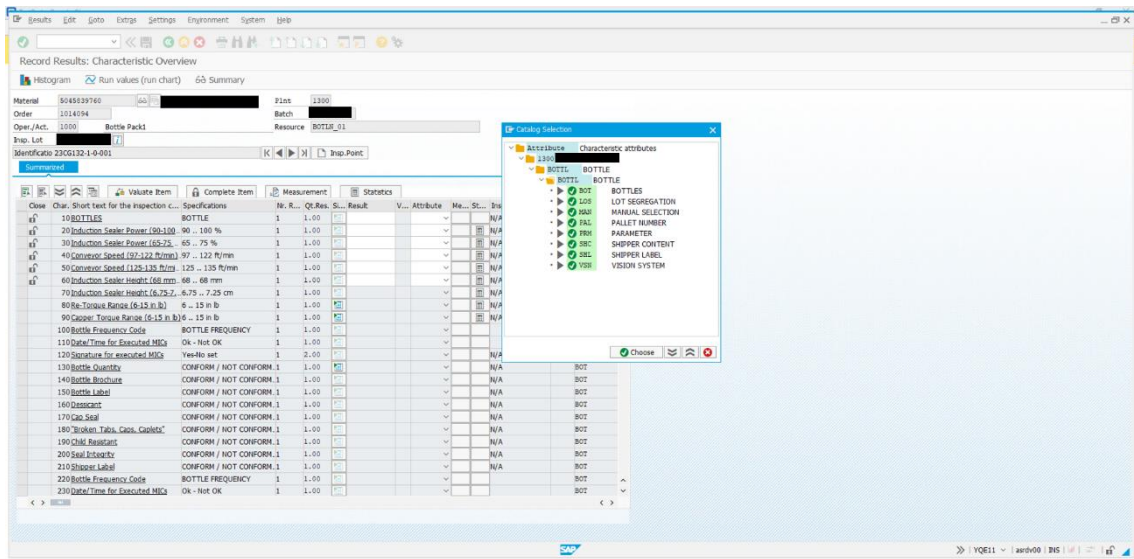 Results Edit Goto Extras Settings Environment System Help
Record Results: Characteristic Overview
Histogram Run values (run chart) Summary
Material 5045039760 Plnt 1300
Order 1014094 Batch
Oper./Act. 1000 Bottle Pack1 Resource BOTLN_01
Insp. Lot
Identificatio 23CG132-1-0-001 Insp.Point
Summarized
Valuate Item Complete Item Measurement Statistics
Close Char. Short text for the inspection c... Specifications Nr. R... Qt.Res. Si... Result V... Attribute Me... St... Ins
10 BOTTLES BOTTLE 1 1.00 N/A
20 Induction Sealer Power (90-100.. 90 .. 100 % 1 1.00 N/A
30 Induction Sealer Power (65-75 .. 65 .. 75 % 1 1.00 N/A
40 Conveyor Speed (97-122 ft/min) 97 .. 122 ft/min 1 1.00 N/A
50 Conveyor Speed (125-135 ft/mi.. 125 .. 135 ft/min 1 1.00 N/A
60 Induction Sealer Height (68 mm.. 68 .. 68 mm 1 1.00 N/A
70 Induction Sealer Height (6.75-7... 6.75 .. 7.25 cm 1 1.00 N/A
80 Re-Torque Range (6-15 in lb) 6 .. 15 in lb 1 1.00 N/A
90 Capper Torque Range (6-15 in lb) 6 .. 15 in lb 1 1.00 N/A
100 Bottle Frequency Code BOTTLE FREQUENCY 1 1.00
110 Date/Time for Executed MICs Ok - Not OK 1 1.00
120 Signature for executed MICs Yes-No set 1 2.00 N/A
130 Bottle Quantity CONFORM / NOT CONFORM.. 1 1.00 N/A BOT
140 Bottle Brochure CONFORM / NOT CONFORM.. 1 1.00 N/A BOT
150 Bottle Label CONFORM / NOT CONFORM.. 1 1.00 N/A BOT
160 Dessicant CONFORM / NOT CONFORM.. 1 1.00 N/A BOT
170 Cap Seal CONFORM / NOT CONFORM.. 1 1.00 N/A BOT
180 "Broken Tabs, Caps, Caplets" CONFORM / NOT CONFORM.. 1 1.00 N/A BOT
190 Child Resistant CONFORM / NOT CONFORM.. 1 1.00 N/A BOT
200 Seal Integrity CONFORM / NOT CONFORM.. 1 1.00 N/A BOT
210 Shipper Label CONFORM / NOT CONFORM.. 1 1.00 N/A BOT
220 Bottle Frequency Code BOTTLE FREQUENCY 1 1.00 BOT
230 Date/Time for Executed MICs Ok - Not OK 1 1.00 BOT
Catalog Selection
Attribute Characteristic attributes
1300
BOTTL BOTTLE
BOTTL BOTTLE
BOT BOTTLES
LOS LOT SEGREGATION
MAN MANUAL SELECTION
PAL PALLET NUMBER
PRM PARAMETER
SHC SHIPPER CONTENT
SHL SHIPPER LABEL
VSN VISION SYSTEM
Choose
SAP
YQE11 asrdv00 INS